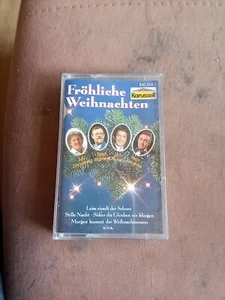 Fröhliche
Weihnachten
Karussell
Leise rieselt der Schnee
Stille Nacht · Süßer die Glocken nie klingen
Morgen kommt der Weihnachtsmann
u.v.a.